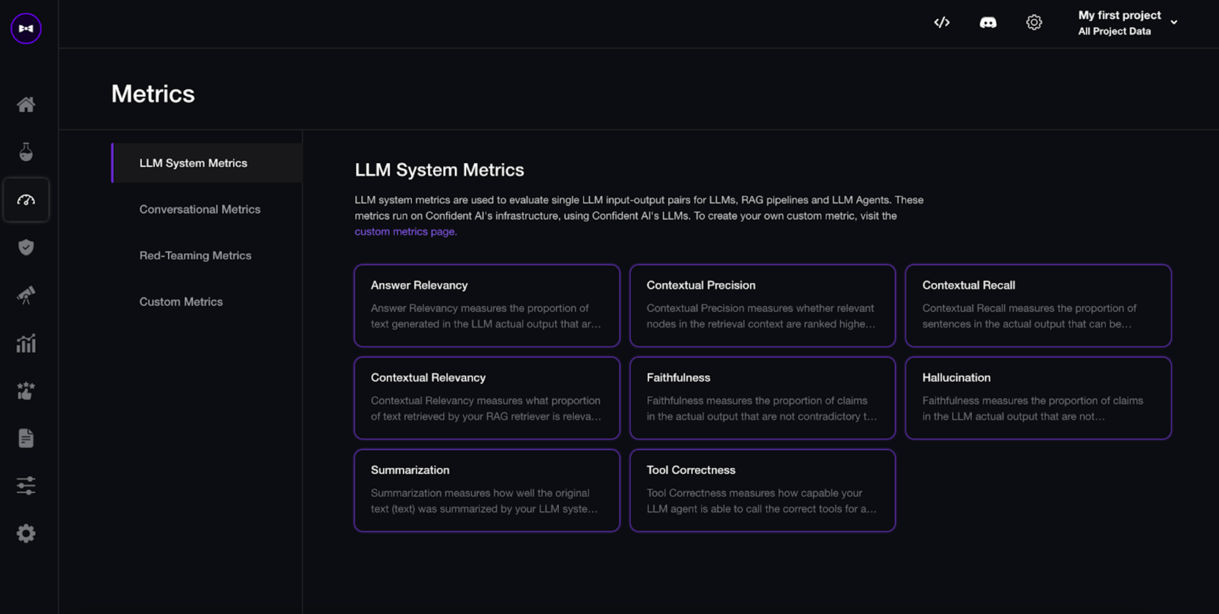 My first project
All Project Data
Metrics
LLM System Metrics
Conversational Metrics
Red-Teaming Metrics
Custom Metrics
LLM System Metrics
LLM system metrics are used to evaluate single LLM input-output pairs for LLMs, RAG pipelines and LLM Agents. These
metrics run on Confident AI's infrastructure, using Confident AI's LLMs. To create your own custom metric, visit the
custom metrics page.
Answer Relevancy
Answer Relevancy measures the proportion of
text generated in the LLM actual output that ar...
Contextual Precision
Contextual Precision measures whether relevant
nodes in the retrieval context are ranked highe...
Contextual Recall
Contextual Recall measures the proportion of
sentences in the actual output that can be...
Contextual Relevancy
Contextual Relevancy measures what proportion
of text retrieved by your RAG retriever is releva...
Faithfulness
Faithfulness measures the proportion of claims
in the actual output that are not contradictory t...
Hallucination
Faithfulness measures the proportion of claims
in the LLM actual output that are not...
Summarization
Summarization measures how well the original
text (text) was summarized by your LLM syste...
Tool Correctness
Tool Correctness measures how capable your
LLM agent is able to call the correct tools for a...